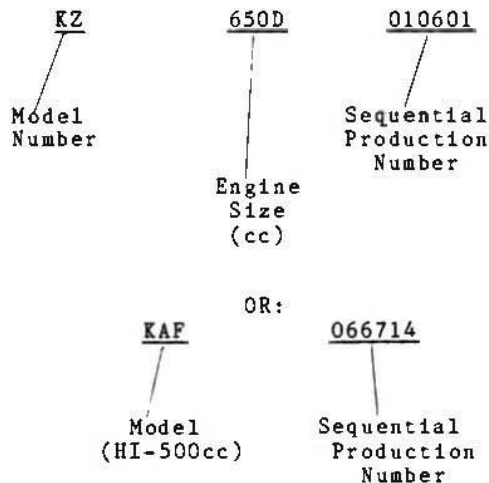 KZ 650D 010601
Model Number
Sequential Production Number
Engine Size (cc)
OR:
KAF 066714
Model (HI-500cc)
Sequential Production Number